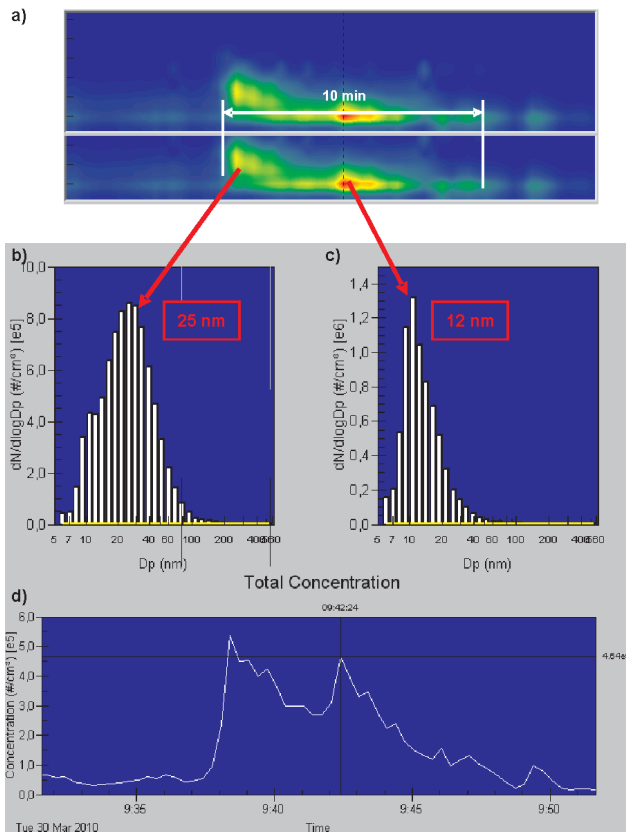 a)
10 min
b)
c)
10,0
8,0
6,0
4,0
2,0
0,0
dN/dlogDp (#/cm³) [e5]
25 nm
5 7 10 20 40 60 100 200
Dp (nm)
1,4
1,2
1,0
0,8
0,6
0,4
0,2
0,0
dN/dlogDp (#/cm³) [e6]
12 nm
5 7 10 20 40 60 100 200
Dp (nm)
Total Concentration
d)
09:42:24
6,0
5,0
4,0
3,0
2,0
1,0
0,0
Concentration (#/cm³) [e5]
9:35 9:40 9:45 9:50
Tue 30 Mar 2010
Time